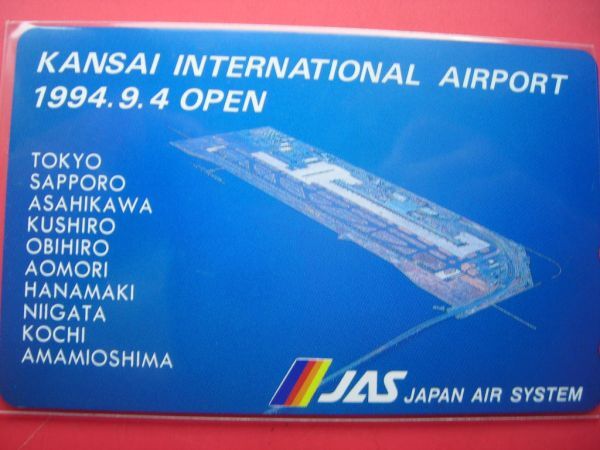 KANSAI INTERNATIONAL AIRPORT
1994.9.4 OPEN
TOKYO
SAPPORO
ASAHIKAWA
KUSHIRO
OBIHIRO
AOMORI
HANAMAKI
NIIGATA
KOCHI
AMAMIOSHIMA
JAS JAPAN AIR SYSTEM